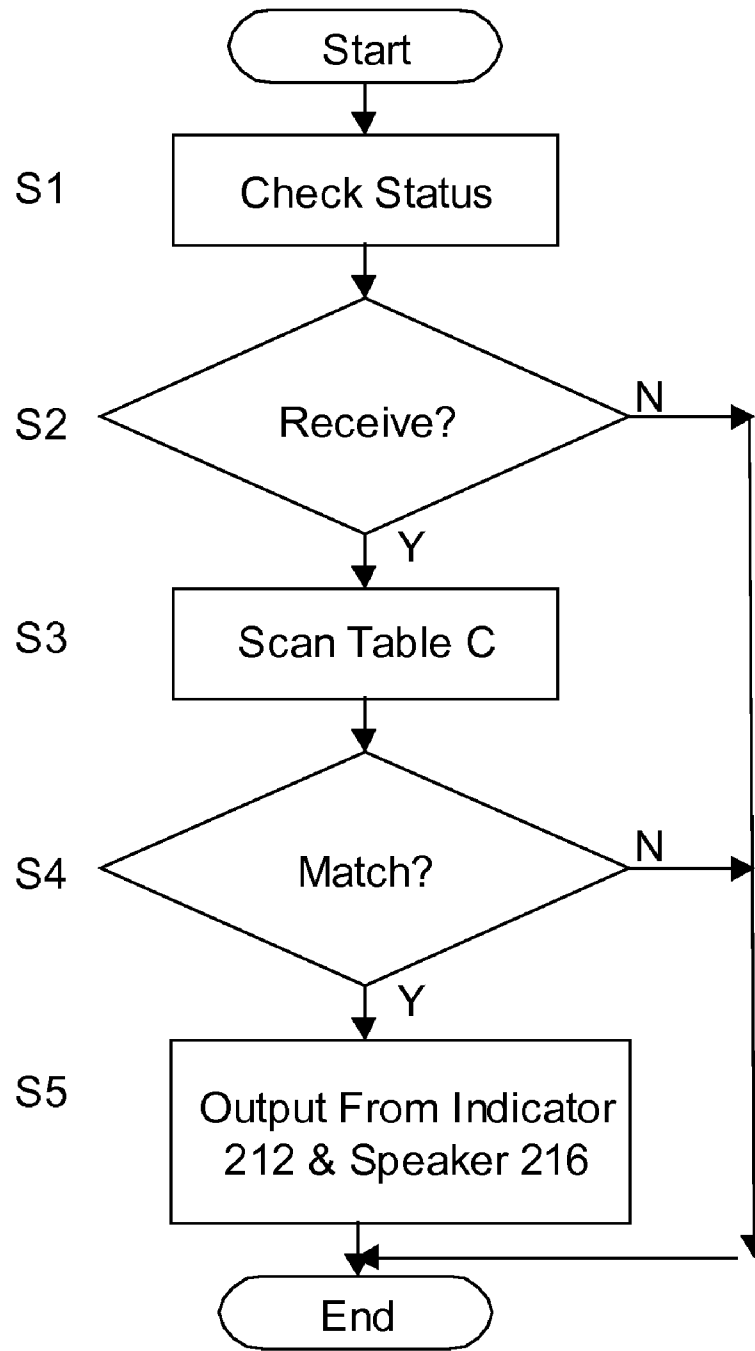 Start
S1
Check Status
S2
Receive?
N
Y
S3
Scan Table C
S4
Match?
N
Y
S5
Output From Indicator
212 & Speaker 216
End